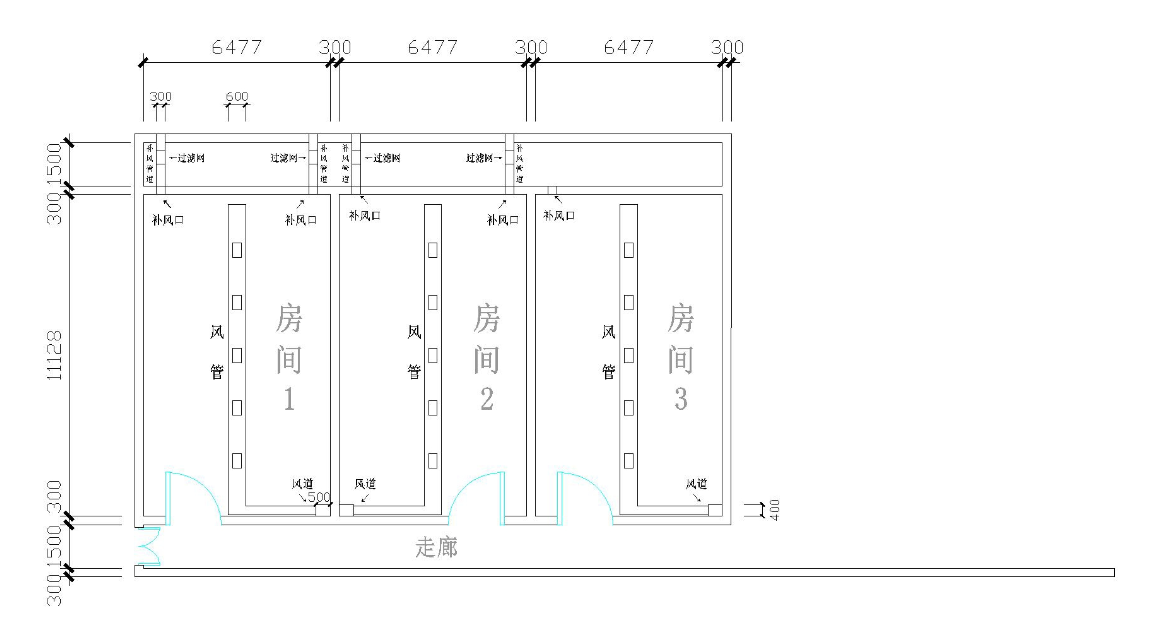 6477 300 6477 300 6477 300
300 600
1500
300
11128
300
1500
300
补风管道
←过滤网
过滤网→
补风管道
补风管道
←过滤网
过滤网→
补风管道
补风口
补风口
补风口
补风口
补风口
风管
房间1
风管
房间2
风管
房间3
风道
500
风道
风道
400
走廊